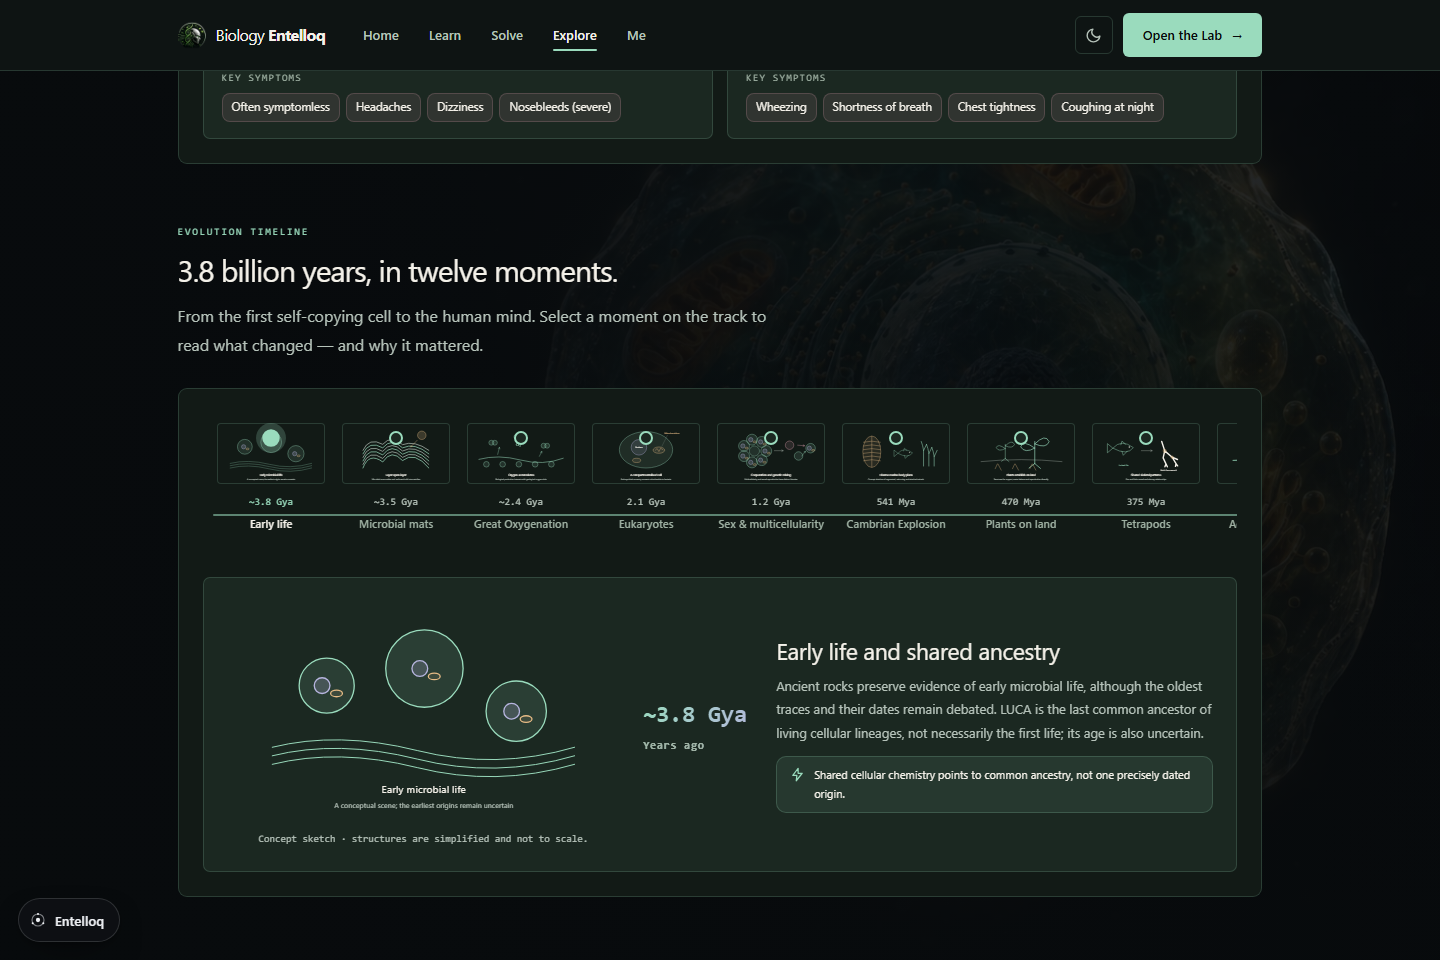 Biology Entelloq
Home
Learn
Solve
Explore
Me
Open the Lab →
KEY SYMPTOMS
Often symptomless
Headaches
Dizziness
Nosebleeds (severe)
KEY SYMPTOMS
Wheezing
Shortness of breath
Chest tightness
Coughing at night
EVOLUTION TIMELINE
3.8 billion years, in twelve moments.
From the first self-copying cell to the human mind. Select a moment on the track to
read what changed — and why it mattered.
~3.8 Gya
Early life
~3.5 Gya
Microbial mats
~2.4 Gya
Great Oxygenation
2.1 Gya
Eukaryotes
1.2 Gya
Sex & multicellularity
541 Mya
Cambrian Explosion
470 Mya
Plants on land
375 Mya
Tetrapods
Early microbial life
A conceptual scene; the earliest origins remain uncertain
Concept sketch · structures are simplified and not to scale.
~3.8 Gya
Years ago
Early life and shared ancestry
Ancient rocks preserve evidence of early microbial life, although the oldest
traces and their dates remain debated. LUCA is the last common ancestor of
living cellular lineages, not necessarily the first life; its age is also uncertain.
Shared cellular chemistry points to common ancestry, not one precisely dated
origin.
Entelloq